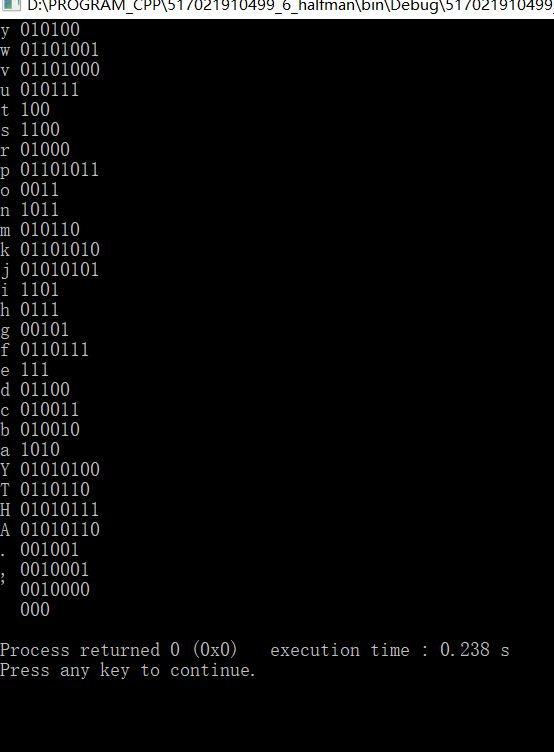 D:\PROGRAM_CPP\517021910499_6_halfman\bin\Debug\517021910499_
y 010100
w 01101001
v 01101000
u 010111
t 100
s 1100
r 01000
p 01101011
o 0011
n 1011
m 010110
k 01101010
j 01010101
i 1101
h 0111
g 00101
f 0110111
e 111
d 01100
c 010011
b 010010
a 1010
Y 01010100
T 0110110
H 01010111
A 01010110
. 001001
, 0010001
  0010000
  000
Process returned 0 (0x0)   execution time : 0.238 s
Press any key to continue.